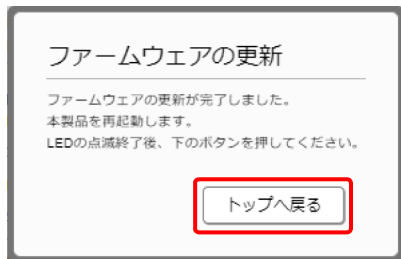 ファームウェアの更新
ファームウェアの更新が完了しました。
本製品を再起動します。
LEDの点滅終了後、下のボタンを押してください。
トップへ戻る